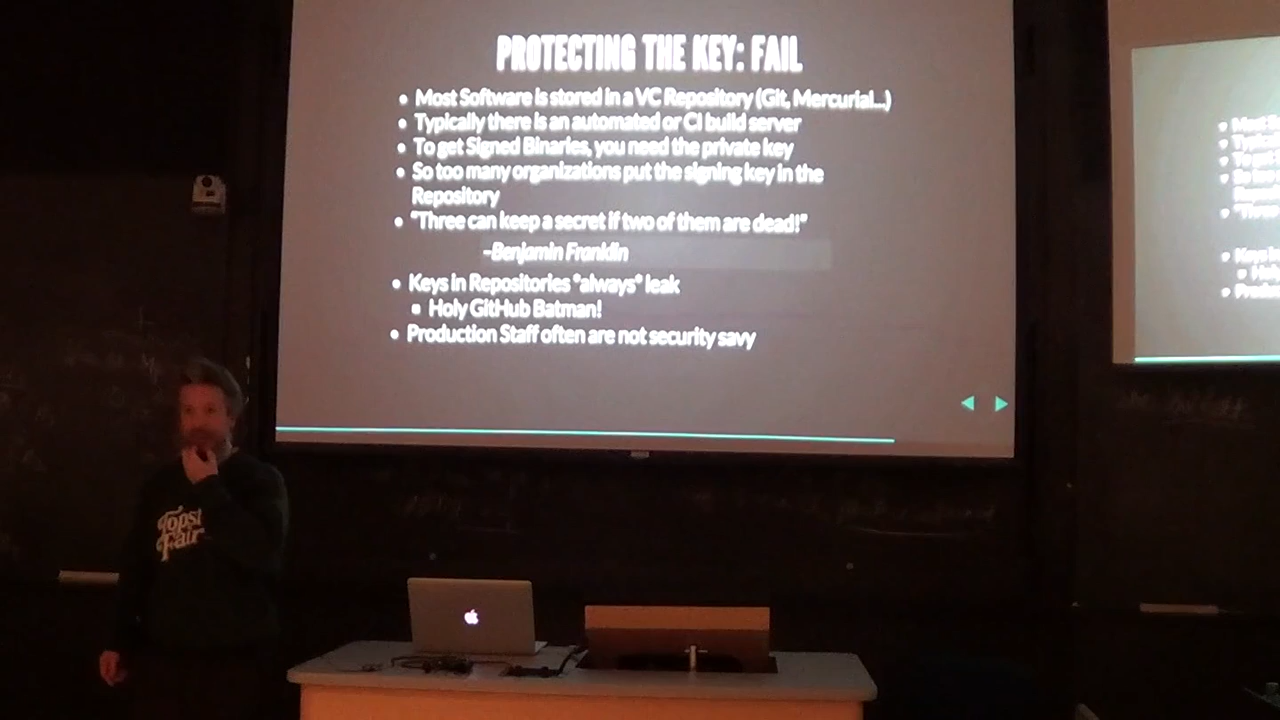 PROTECTING THE KEY: FAIL
• Most Software is stored in a VC Repository (Git, Mercurial...)
• Typically there is an automated or CI build server
• To get Signed Binaries, you need the private key
• So too many organizations put the signing key in the
Repository
• "Three can keep a secret if two of them are dead!"
–Benjamin Franklin
• Keys in Repositories *always* leak
▪ Holy GitHub Batman!
• Production Staff often are not security savy
Topsf
Fair